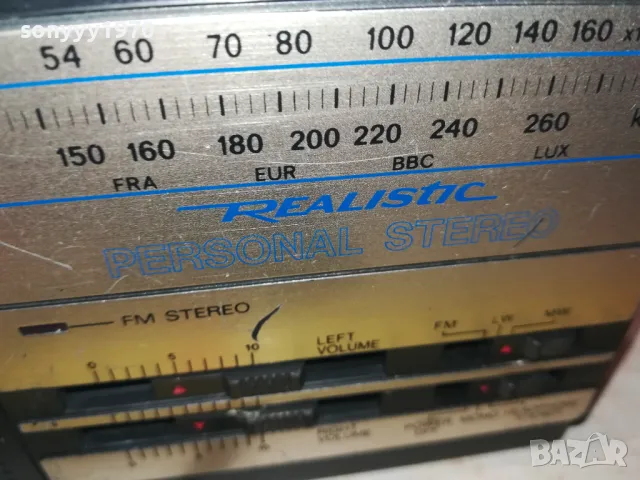 sonyyy1970
54 60 70 80 100 120 140 160 x1
150 160 180 200 220 240 260 k
FRA EUR BBC LUX
REALISTIC
PERSONAL STEREO
FM STEREO
0 5 10
LEFT VOLUME
FM LW MW
RIGHT VOLUME
bazar.bg